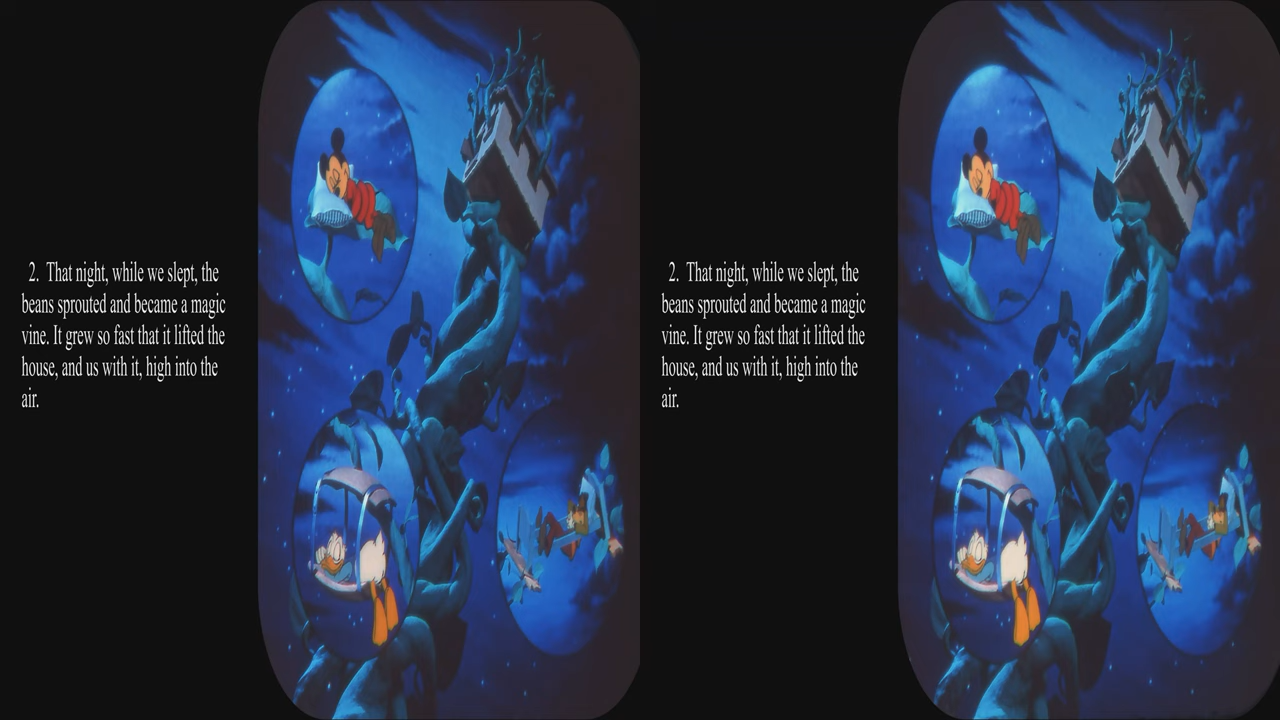 2. That night, while we slept, the
beans sprouted and became a magic
vine. It grew so fast that it lifted the
house, and us with it, high into the
air.
2. That night, while we slept, the
beans sprouted and became a magic
vine. It grew so fast that it lifted the
house, and us with it, high into the
air.